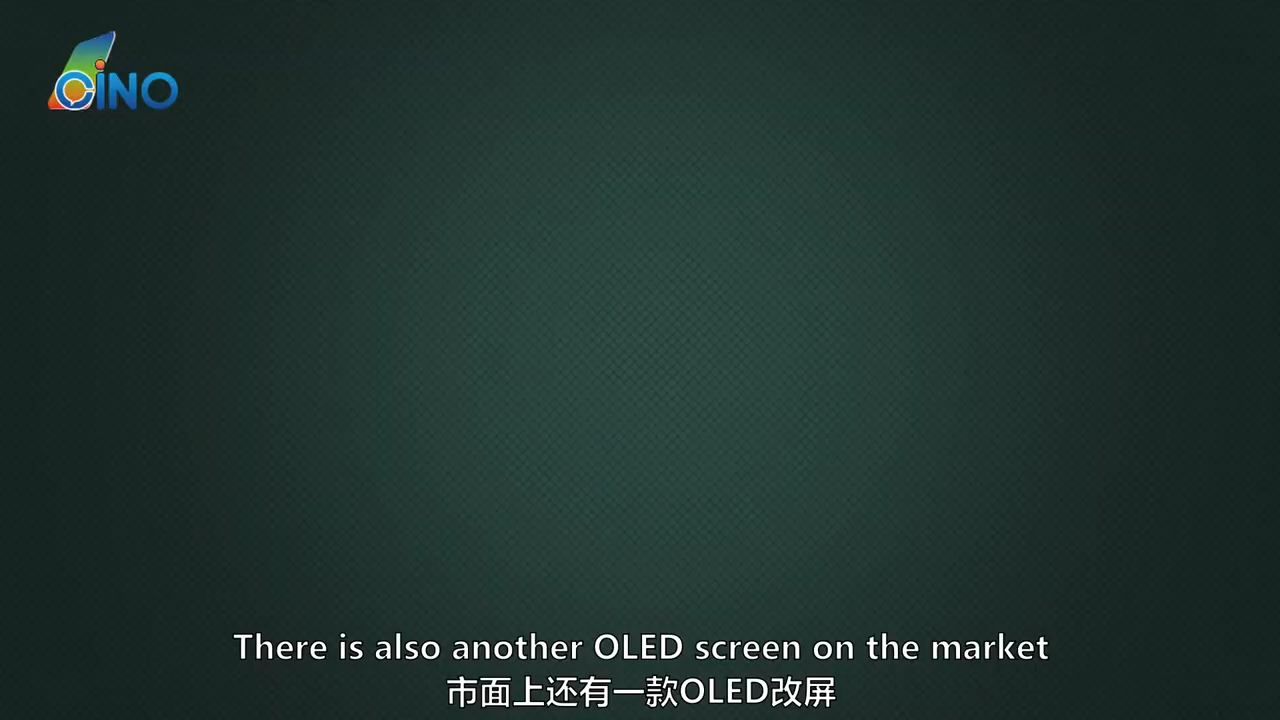 CiNO
There is also another OLED screen on the market
市面上还有一款OLED改屏